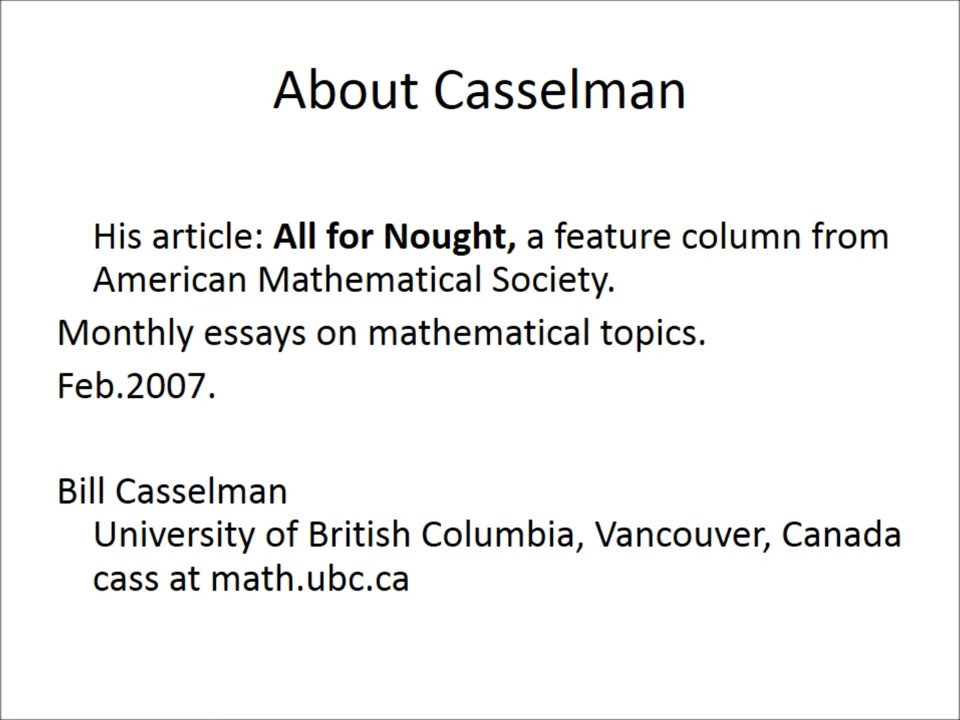 About Casselman
His article: All for Nought, a feature column from
American Mathematical Society.
Monthly essays on mathematical topics.
Feb.2007.
Bill Casselman
University of British Columbia, Vancouver, Canada
cass at math.ubc.ca